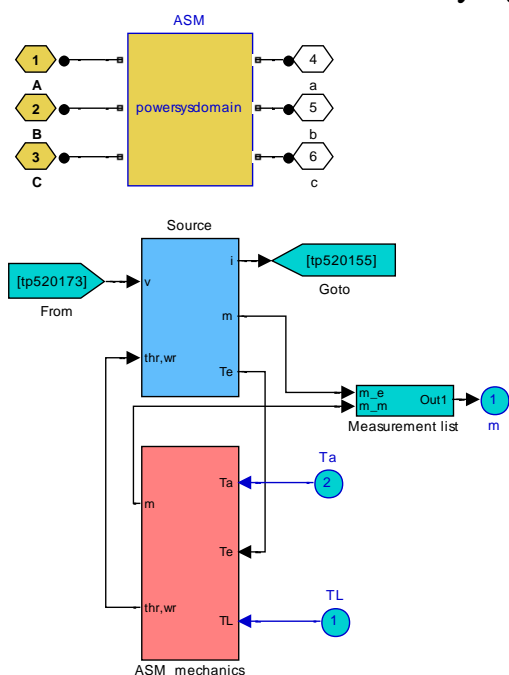 ASM
1
A
2
B
3
C
powersysdomain
4
a
5
b
6
c
Source
[tp520173]
From
v
thr,wr
i
m
Te
[tp520155]
Goto
m_e
m_m
Out1
Measurement list
1
m
m
thr,wr
Ta
Te
TL
Ta
2
TL
1
ASM mechanics